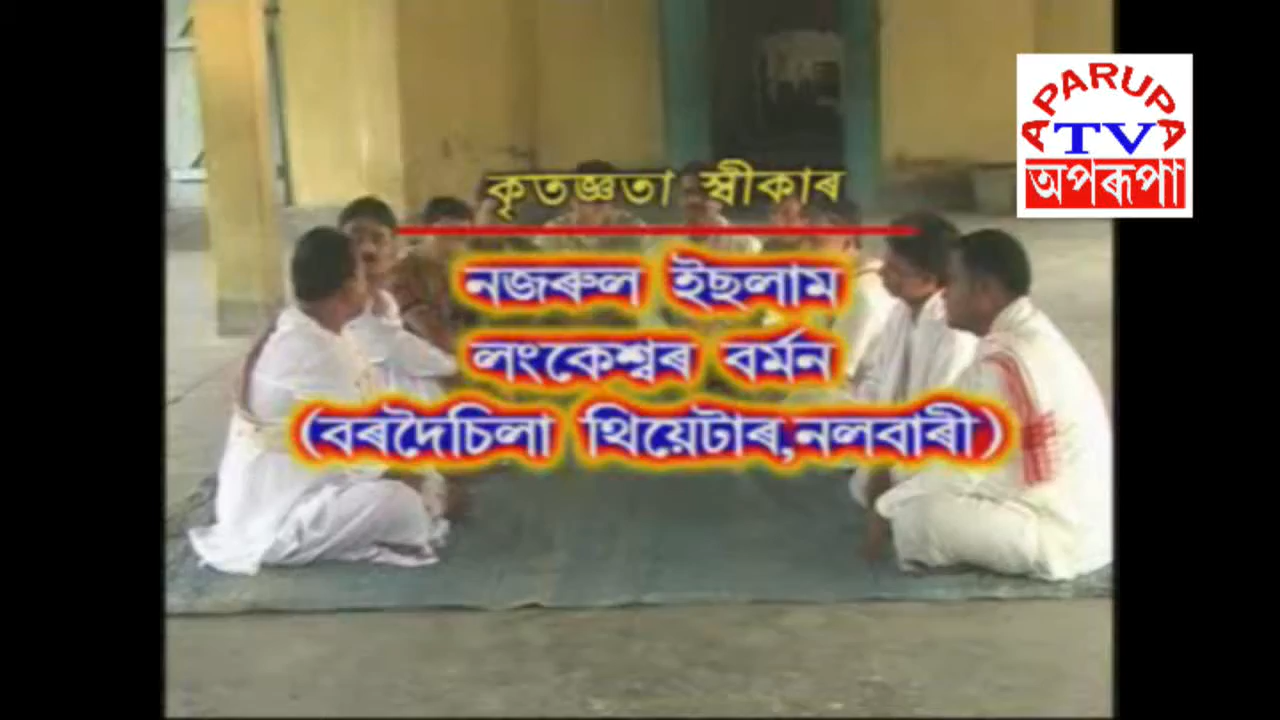 APARUPA
TV
অপৰূপা
কৃতজ্ঞতা স্বীকাৰ
নজৰুল ইছলাম
লংকেশ্বৰ বৰ্মন
(বৰদৈচিলা থিয়েটাৰ,নলবাৰী)